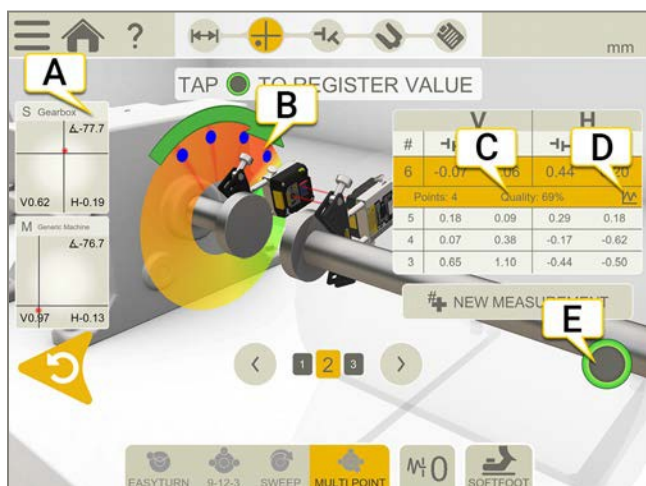 ?
mm
A
TAP TO REGISTER VALUE
S Gearbox
∡-77.7
V0.62 H-0.19
B
V H
#
C
D
6 -0.07 0.44
Points: 4 Quality: 69%
5 0.18 0.09 0.29 0.18
4 0.07 0.38 -0.17 -0.62
3 0.65 1.10 -0.44 -0.50
M Generic Machine
∡-76.7
V0.97 H-0.13
# NEW MEASUREMENT
E
1 2 3
EASYTURN 9-12-3 SWEEP MULTI POINT 0 SOFTFOOT